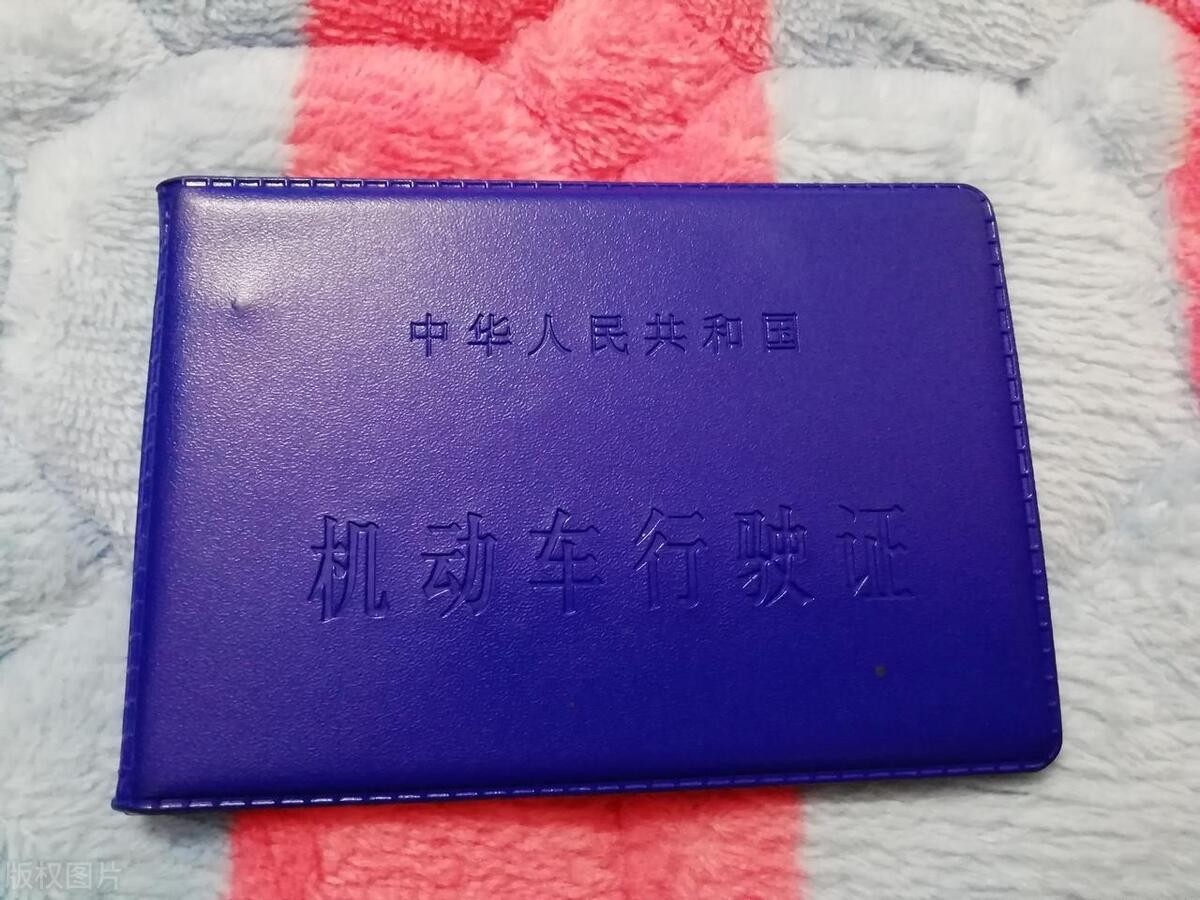 中华人民共和国
机动车行驶证
版权图片